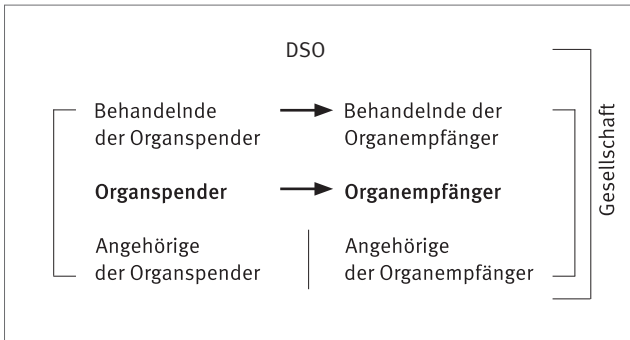 DSO
Behandelnde
der Organspender
Behandelnde der
Organempfänger
Organspender
Organempfänger
Angehörige
der Organspender
Angehörige
der Organempfänger
Gesellschaft